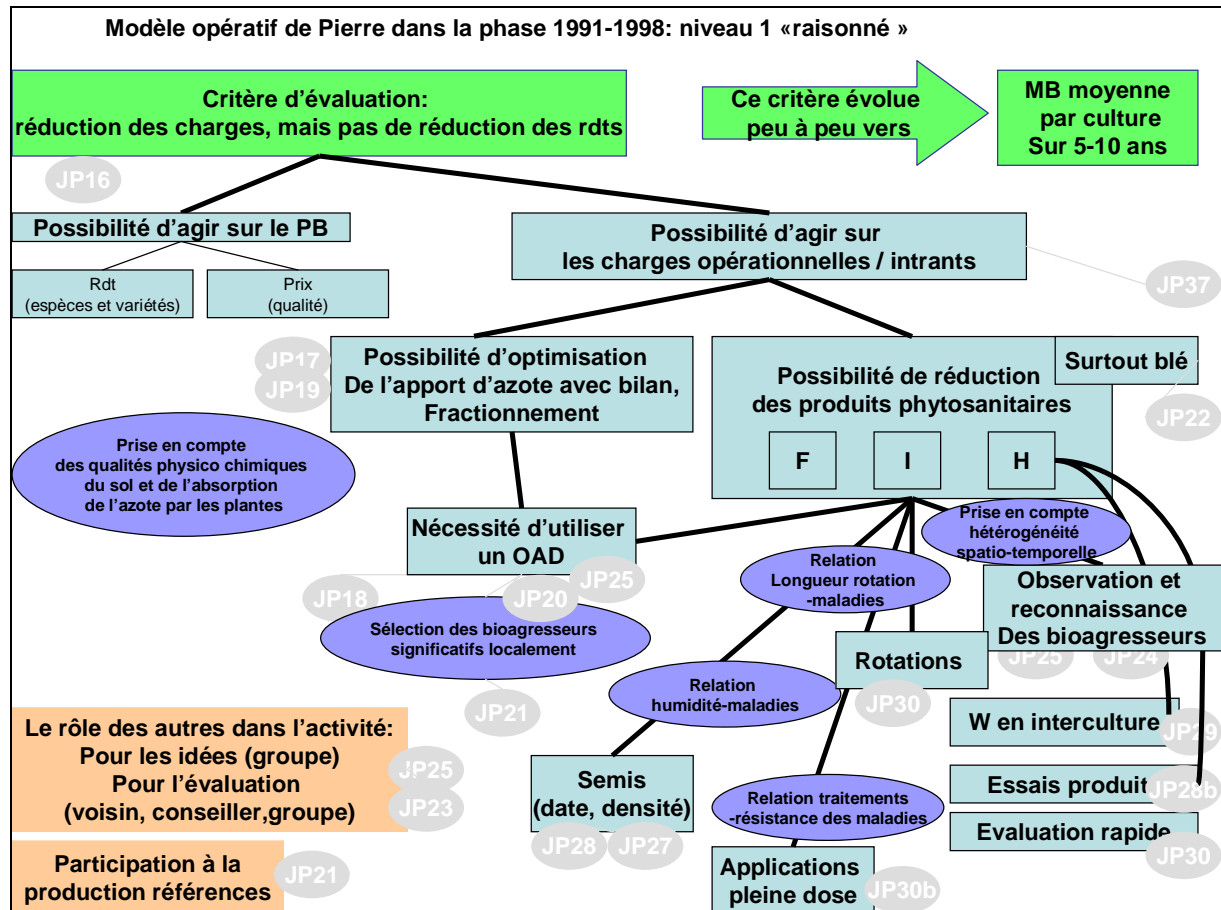 Modèle opératif de Pierre dans la phase 1991-1998: niveau 1 «raisonné »
Critère d'évaluation:
réduction des charges, mais pas de réduction des rdts
Ce critère évolue
peu à peu vers
MB moyenne
par culture
Sur 5-10 ans
JP16
Possibilité d'agir sur le PB
Possibilité d'agir sur
les charges opérationnelles / intrants
Rdt
(espèces et variétés)
Prix
(qualité)
JP37
JP17
JP19
Possibilité d'optimisation
De l'apport d'azote avec bilan,
Fractionnement
Possibilité de réduction
des produits phytosanitaires
Surtout blé
JP22
F
I
H
Prise en compte
des qualités physico chimiques
du sol et de l'absorption
de l'azote par les plantes
Nécessité d'utiliser
un OAD
Prise en compte
hétérogénéité
spatio-temporelle
Relation
Longueur rotation
-maladies
JP18
JP20
JP25
Observation et
reconnaissance
Des bioagresseurs
JP25
JP24
Sélection des bioagresseurs
significatifs localement
JP21
Rotations
JP30
Relation
humidité-maladies
W en interculture
JP29
Le rôle des autres dans l'activité:
Pour les idées (groupe)
Pour l'évaluation
(voisin, conseiller,groupe)
JP25
JP23
Semis
(date, densité)
JP28
JP27
Relation traitements
-résistance des maladies
Essais produit
JP28b
Evaluation rapide
JP30
Participation à la
production références
JP21
Applications
pleine dose
JP30b